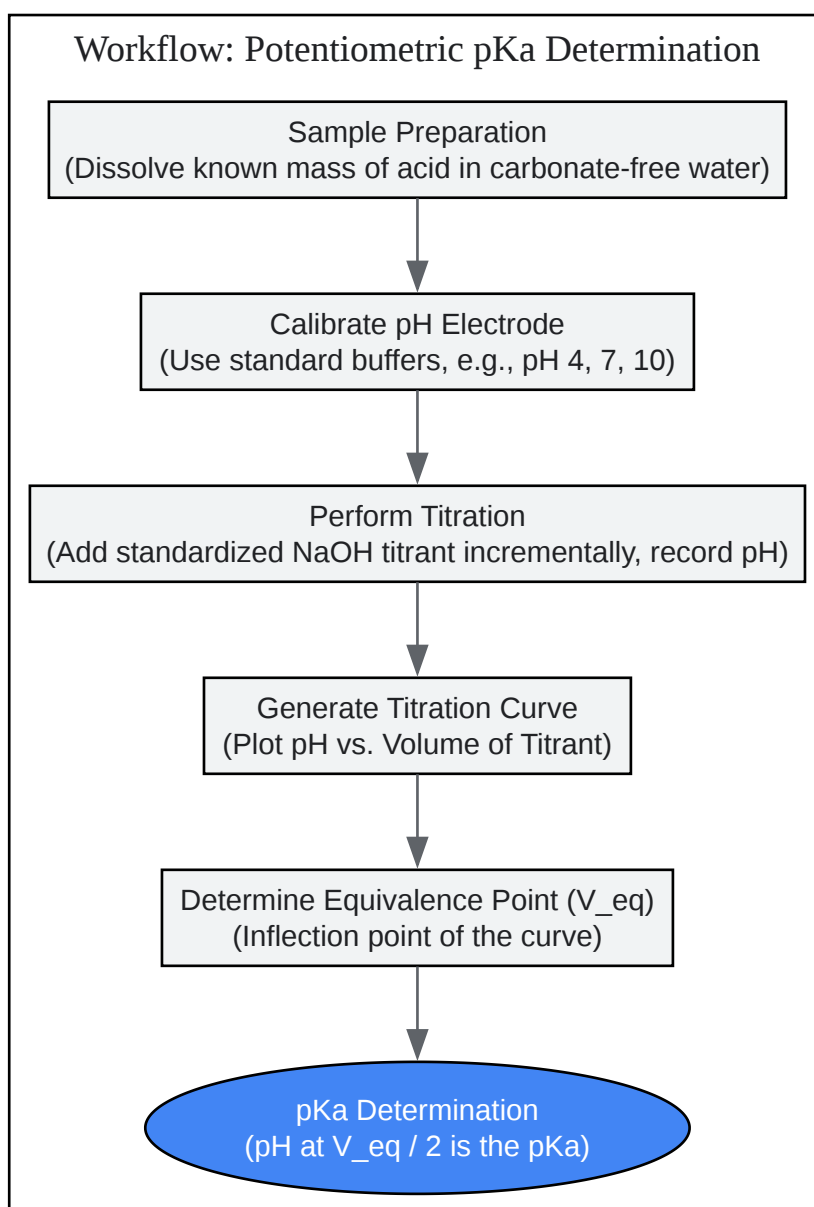 Workflow: Potentiometric pKa Determination
Sample Preparation
(Dissolve known mass of acid in carbonate-free water)
Calibrate pH Electrode
(Use standard buffers, e.g., pH 4, 7, 10)
Perform Titration
(Add standardized NaOH titrant incrementally, record pH)
Generate Titration Curve
(Plot pH vs. Volume of Titrant)
Determine Equivalence Point (V_eq)
(Inflection point of the curve)
pKa Determination
(pH at V_eq / 2 is the pKa)